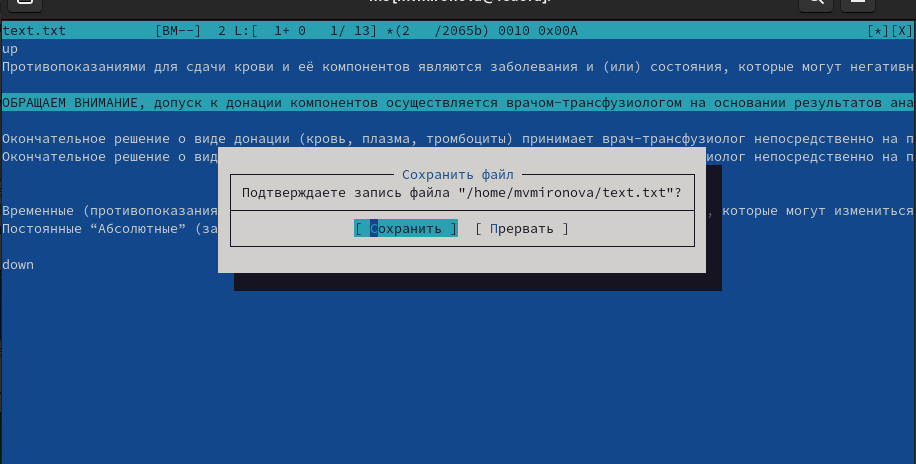 text.txt [BM--] 2 L:[ 1+ 0 1/ 13] *(2 /2065b) 0010 0x00A [*][X]
up
Противопоказаниями для сдачи крови и её компонентов являются заболевания и (или) состояния, которые могут негативн
ОБРАЩАЕМ ВНИМАНИЕ, допуск к донации компонентов осуществляется врачом-трансфузиологом на основании результатов ана
Окончательное решение о виде донации (кровь, плазма, тромбоциты) принимает врач-трансфузиолог непосредственно на п
Окончательное решение о вид иолог непосредственно на п
Сохранить файл
Подтверждаете запись файла "/home/mvmironova/text.txt"?
Временные (противопоказания , которые могут измениться
[ Сохранить ] [ Прервать ]
Постоянные “Абсолютные” (за
down